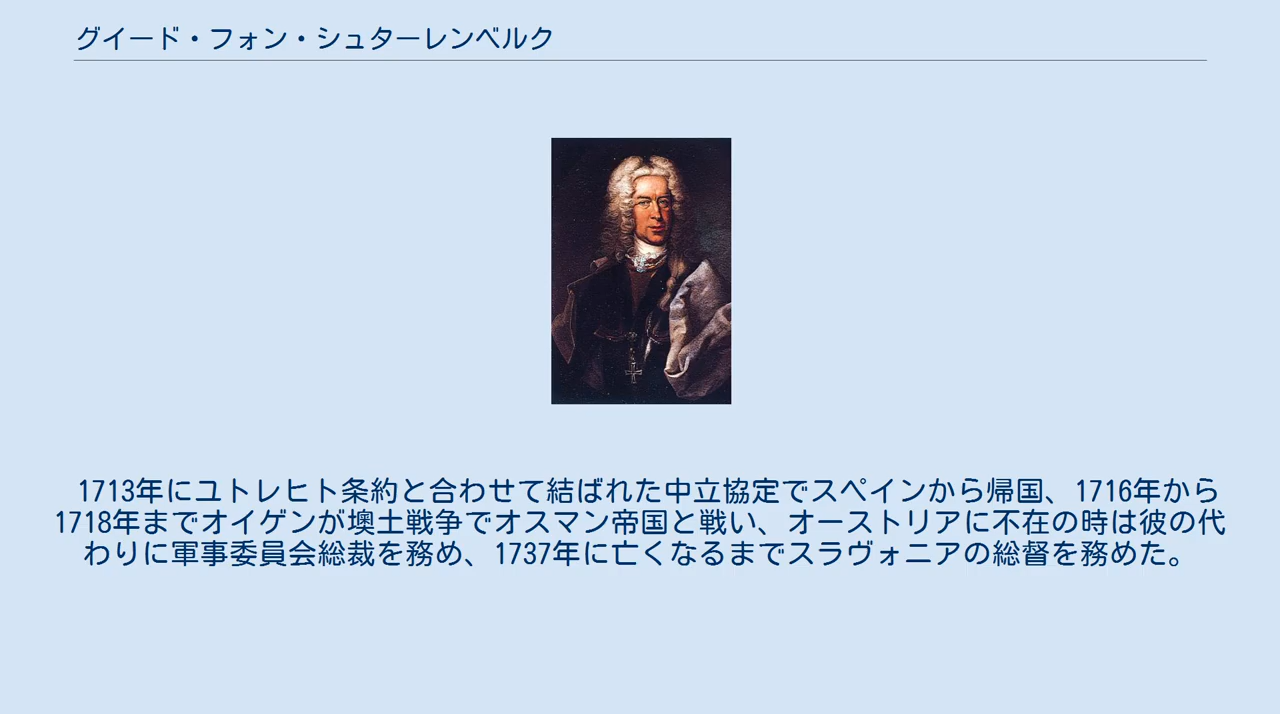 グイード・フォン・シュターレンベルク
1713年にユトレヒト条約と合わせて結ばれた中立協定でスペインから帰国、1716年から
1718年までオイゲンが墺土戦争でオスマン帝国と戦い、オーストリアに不在の時は彼の代
わりに軍事委員会総裁を務め、1737年に亡くなるまでスラヴォニアの総督を務めた。